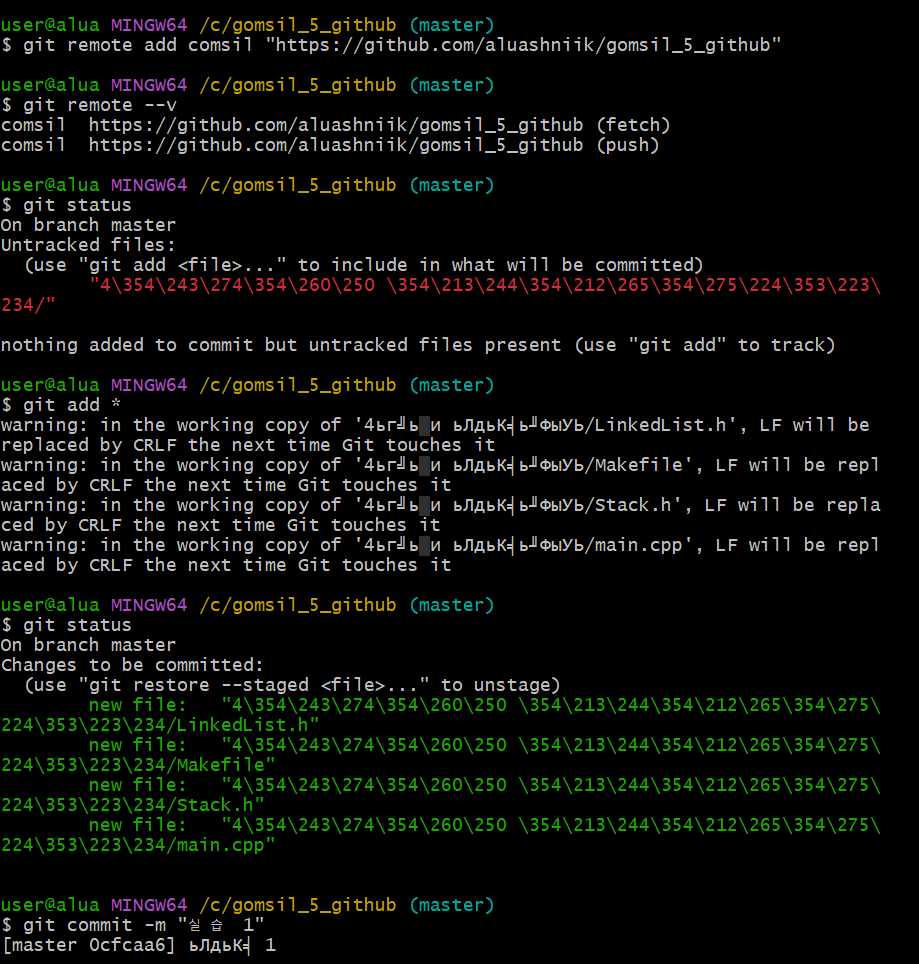 user@alua MINGW64 /c/gomsil_5_github (master)
$ git remote add comsil "https://github.com/aluashniik/gomsil_5_github"
user@alua MINGW64 /c/gomsil_5_github (master)
$ git remote --v
comsil  https://github.com/aluashniik/gomsil_5_github (fetch)
comsil  https://github.com/aluashniik/gomsil_5_github (push)
user@alua MINGW64 /c/gomsil_5_github (master)
$ git status
On branch master
Untracked files:
  (use "git add <file>..." to include in what will be committed)
        "4\354\243\274\354\260\250 \354\213\244\354\212\265\354\275\224\353\223\
234/"
nothing added to commit but untracked files present (use "git add" to track)
user@alua MINGW64 /c/gomsil_5_github (master)
$ git add *
warning: in the working copy of '4ьг╝ь░и ьЛдьК╡ь╜ФыУЬ/LinkedList.h', LF will be
replaced by CRLF the next time Git touches it
warning: in the working copy of '4ьг╝ь░и ьЛдьК╡ь╜ФыУЬ/Makefile', LF will be repl
aced by CRLF the next time Git touches it
warning: in the working copy of '4ьг╝ь░и ьЛдьК╡ь╜ФыУЬ/Stack.h', LF will be repla
ced by CRLF the next time Git touches it
warning: in the working copy of '4ьг╝ь░и ьЛдьК╡ь╜ФыУЬ/main.cpp', LF will be repl
aced by CRLF the next time Git touches it
user@alua MINGW64 /c/gomsil_5_github (master)
$ git status
On branch master
Changes to be committed:
  (use "git restore --staged <file>..." to unstage)
        new file:   "4\354\243\274\354\260\250 \354\213\244\354\212\265\354\275\
224\353\223\234/LinkedList.h"
        new file:   "4\354\243\274\354\260\250 \354\213\244\354\212\265\354\275\
224\353\223\234/Makefile"
        new file:   "4\354\243\274\354\260\250 \354\213\244\354\212\265\354\275\
224\353\223\234/Stack.h"
        new file:   "4\354\243\274\354\260\250 \354\213\244\354\212\265\354\275\
224\353\223\234/main.cpp"
user@alua MINGW64 /c/gomsil_5_github (master)
$ git commit -m "실 습  1"
[master 0cfcaa6] ьЛдьК╡ 1